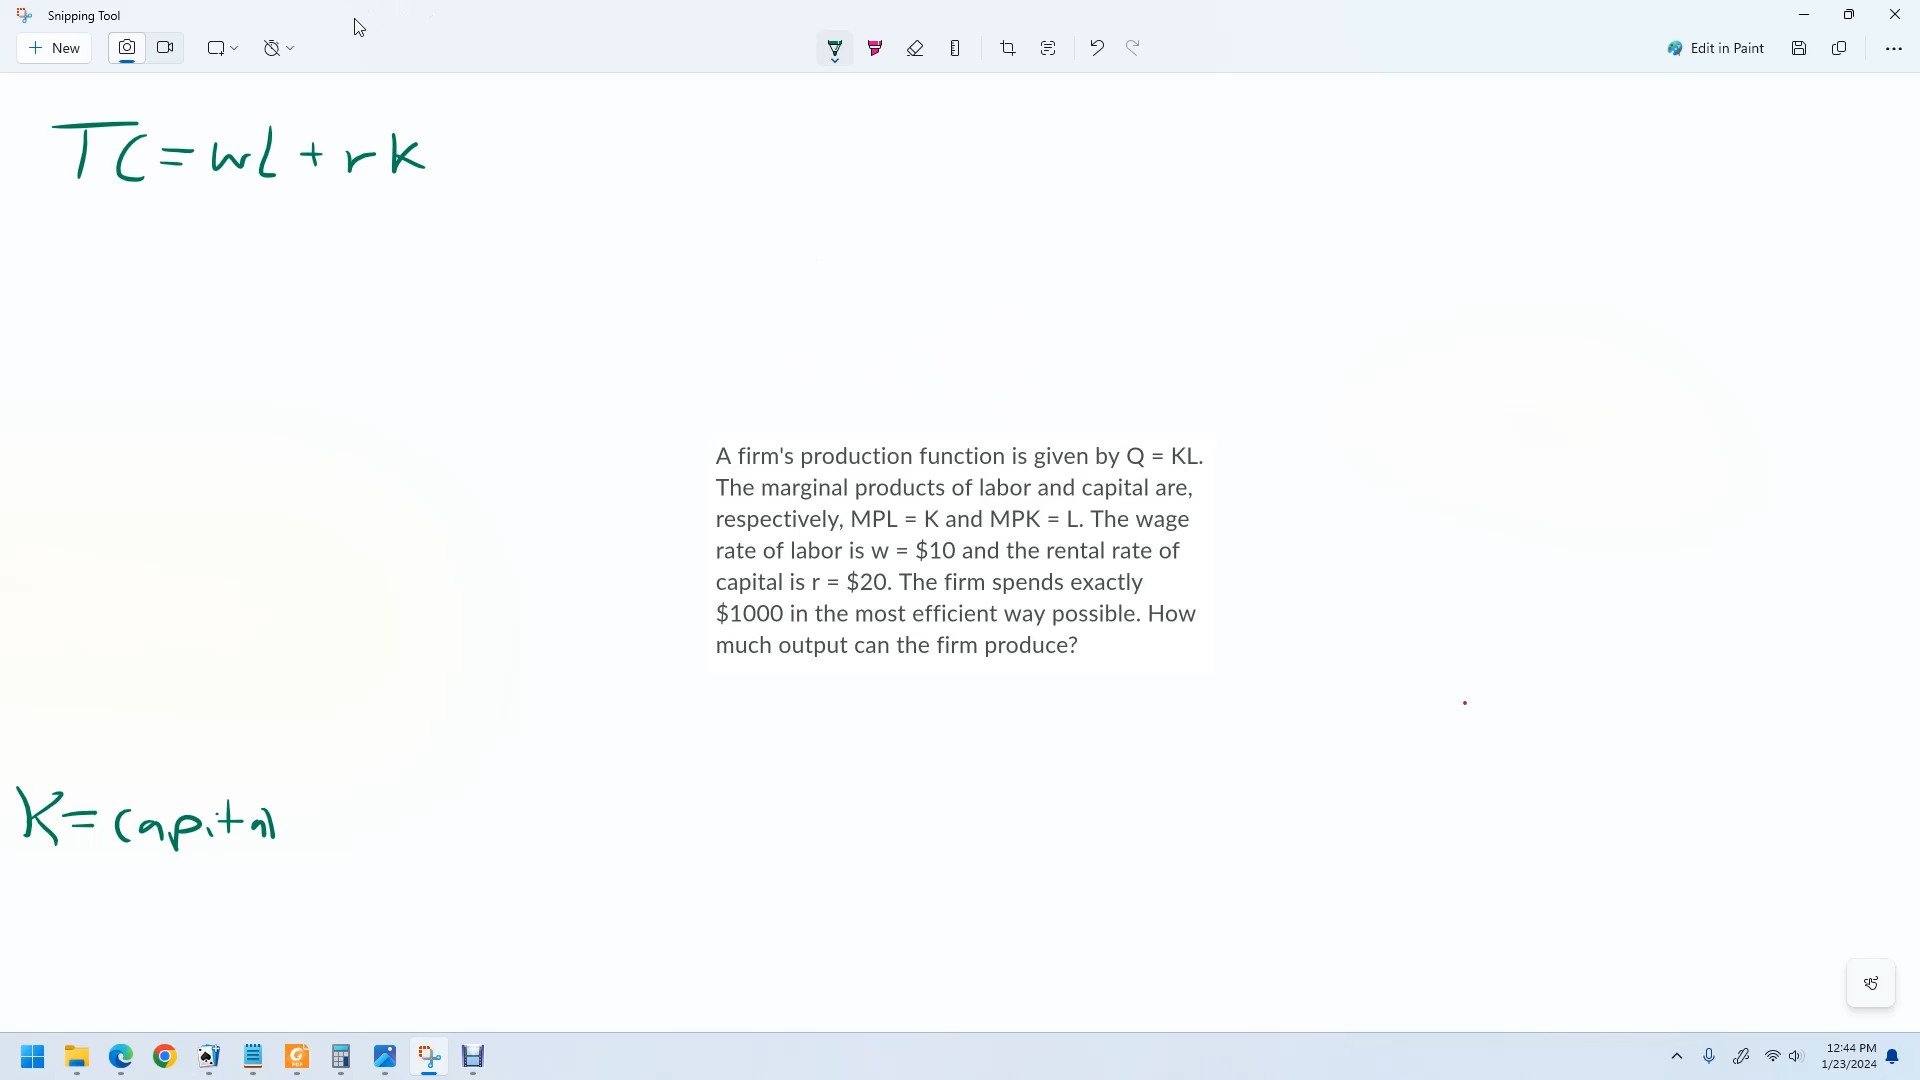 Snipping Tool
New
Edit in Paint
TC = wL + rK
A firm's production function is given by Q = KL.
The marginal products of labor and capital are,
respectively, MPL = K and MPK = L. The wage
rate of labor is w = $10 and the rental rate of
capital is r = $20. The firm spends exactly
$1000 in the most efficient way possible. How
much output can the firm produce?
K = capital
12:44 PM
1/23/2024